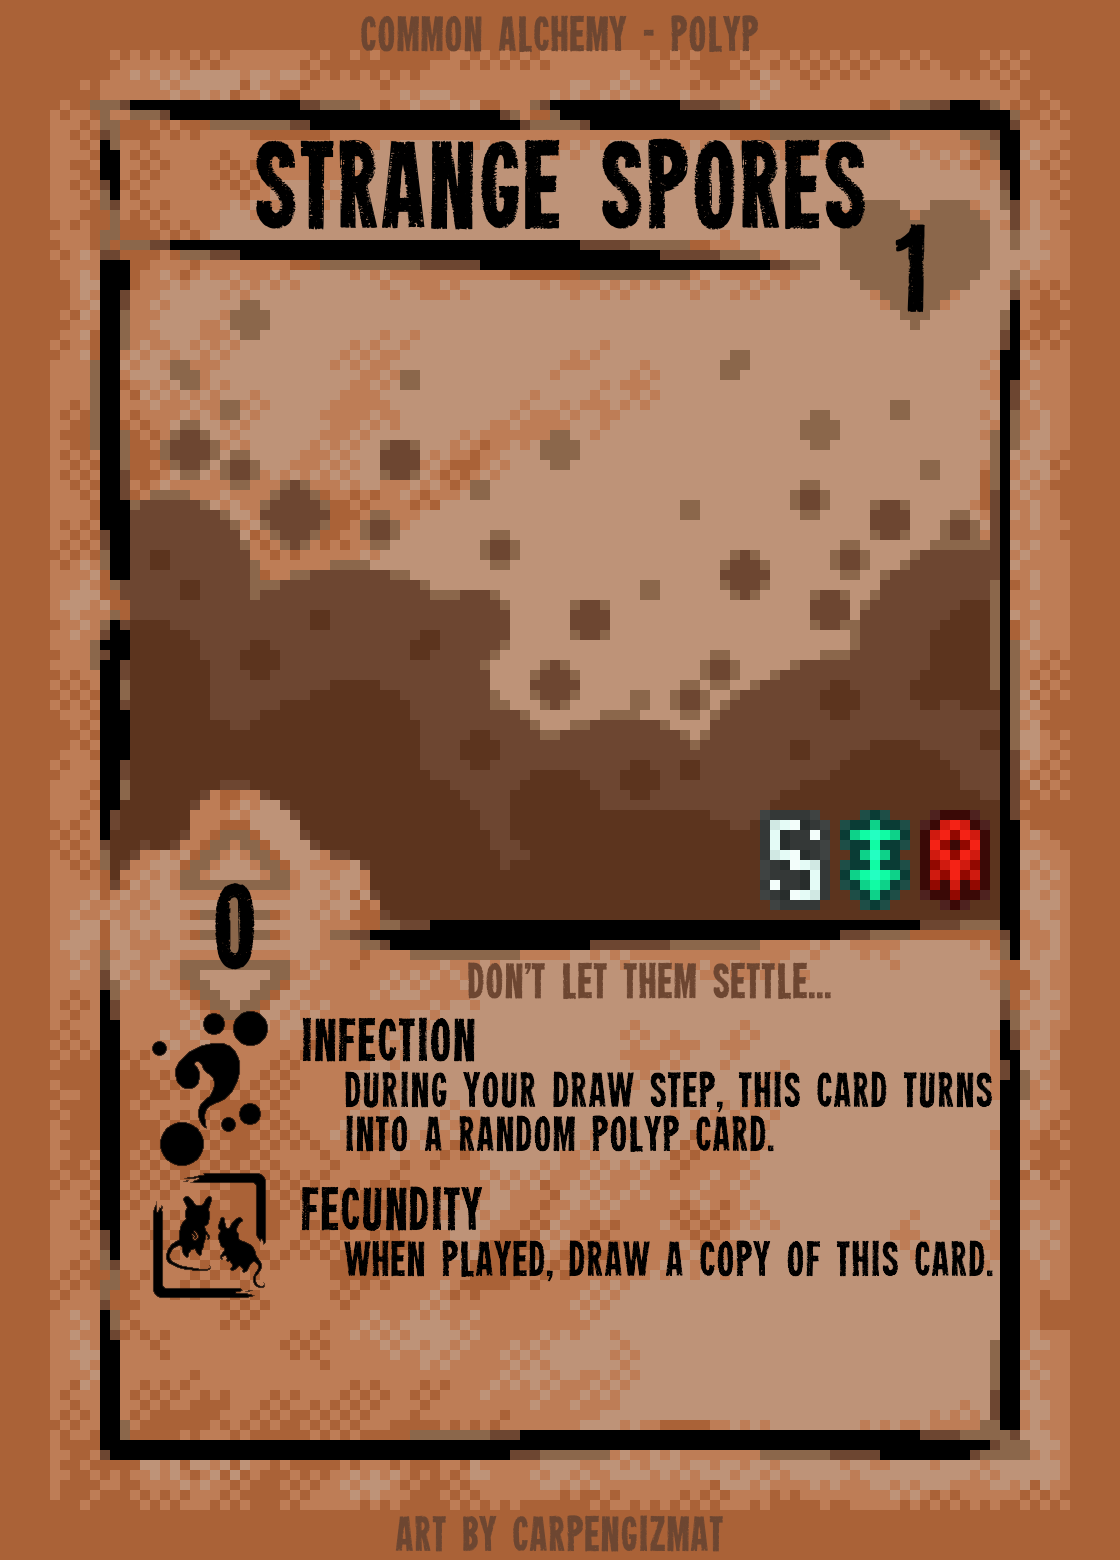 COMMON ALCHEMY - POLYP
STRANGE SPORES
1
S
0
DON'T LET THEM SETTLE...
INFECTION
DURING YOUR DRAW STEP, THIS CARD TURNS
INTO A RANDOM POLYP CARD.
?
FECUNDITY
WHEN PLAYED, DRAW A COPY OF THIS CARD.
ART BY CARPENGIZMAT